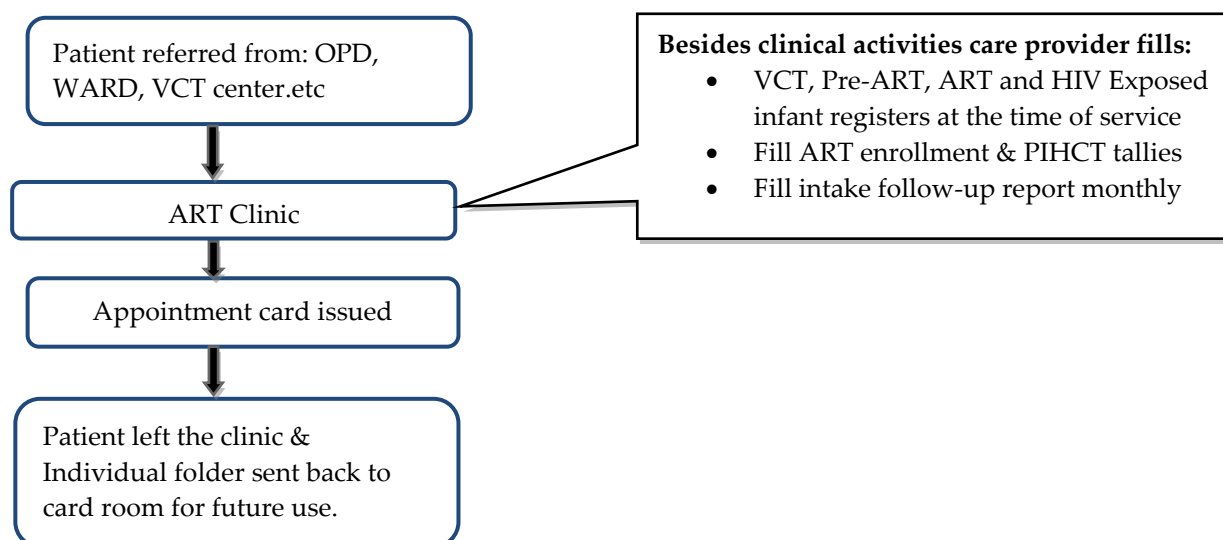 Patient referred from: OPD,
WARD, VCT center.etc
ART Clinic
Appointment card issued
Patient left the clinic &
Individual folder sent back to
card room for future use.
Besides clinical activities care provider fills:
• VCT, Pre-ART, ART and HIV Exposed
infant registers at the time of service
• Fill ART enrollment & PIHCT tallies
• Fill intake follow-up report monthly